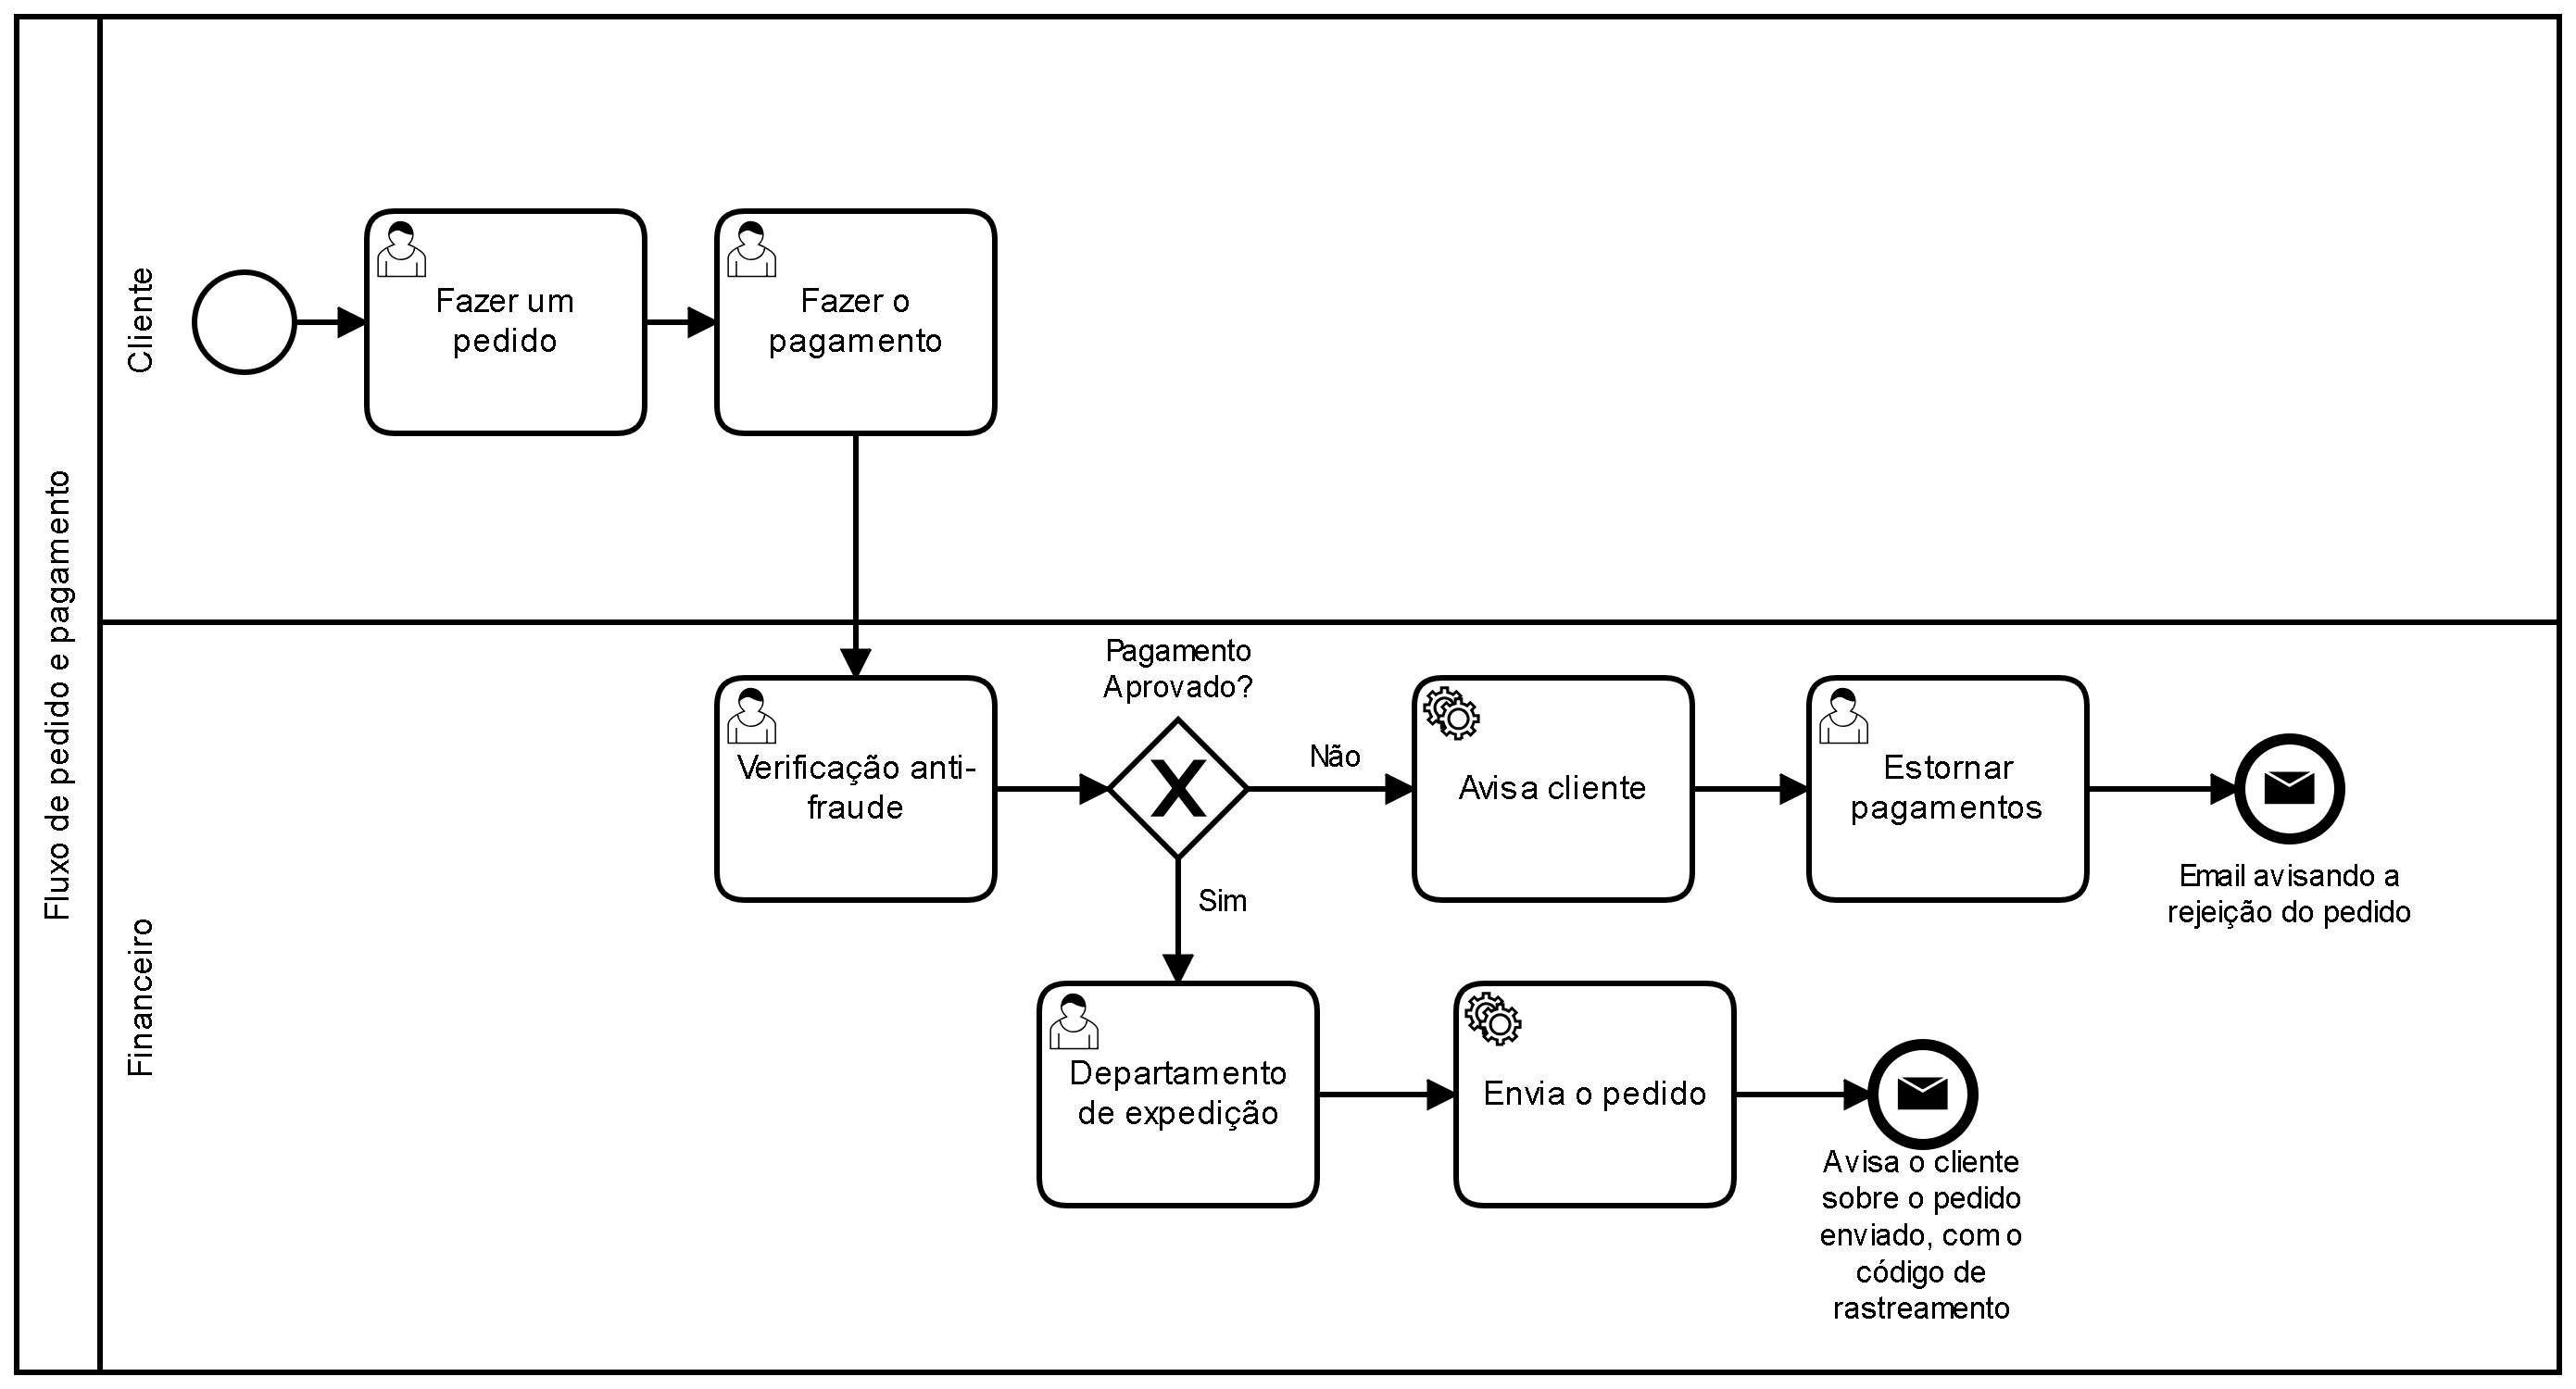 Fluxo de pedido e pagamento
Cliente
Fazer um
pedido
Fazer o
pagamento
Financeiro
Verificação anti-
fraude
Pagamento
Aprovado?
Não
Sim
Avisa cliente
Estornar
pagamentos
Email avisando a
rejeição do pedido
Departamento
de expedição
Envia o pedido
Avisa o cliente
sobre o pedido
enviado, com o
código de
rastreamento